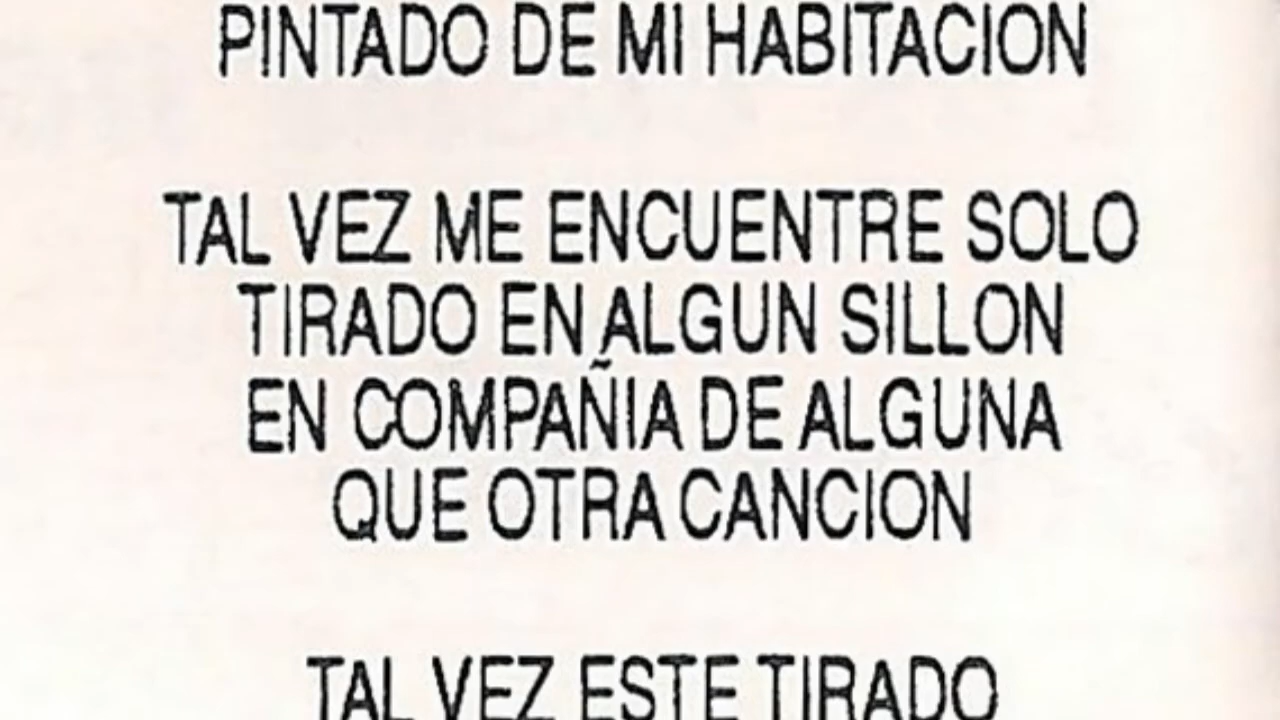 PINTADO DE MI HABITACION
TAL VEZ ME ENCUENTRE SOLO
TIRADO EN ALGUN SILLON
EN COMPAÑIA DE ALGUNA
QUE OTRA CANCION
TAL VEZ ESTE TIRADO